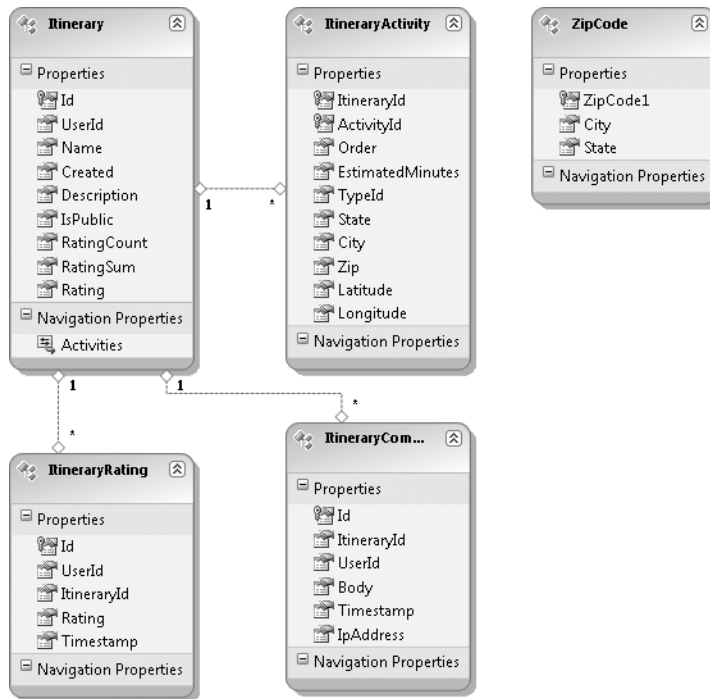 Itinerary
Properties
Id
UserId
Name
Created
Description
IsPublic
RatingCount
RatingSum
Rating
Navigation Properties
Activities
ItineraryActivity
Properties
ItineraryId
ActivityId
Order
EstimatedMinutes
TypeId
State
City
Zip
Latitude
Longitude
Navigation Properties
ZipCode
Properties
ZipCode1
City
State
Navigation Properties
1
*
1
*
1
*
ItineraryRating
Properties
Id
UserId
ItineraryId
Rating
Timestamp
Navigation Properties
ItineraryCom...
Properties
Id
ItineraryId
UserId
Body
Timestamp
IpAddress
Navigation Properties